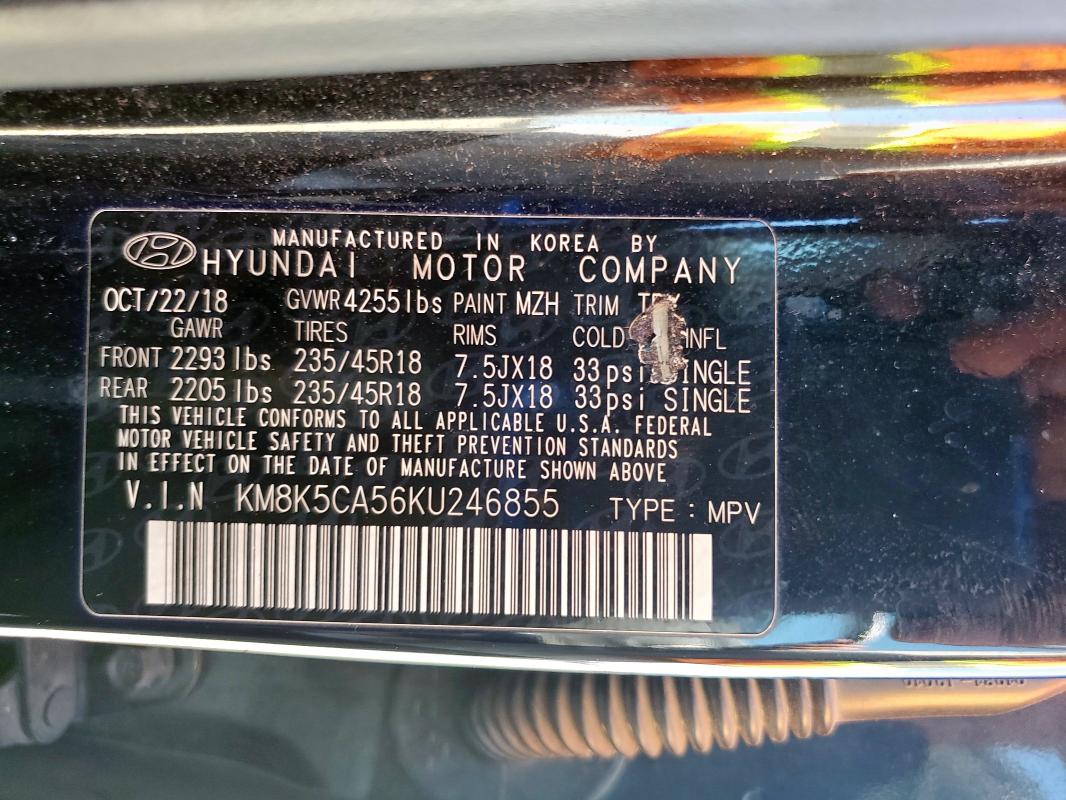 MANUFACTURED IN KOREA BY
HYUNDAI MOTOR COMPANY
OCT/22/18 GVWR 4255lbs PAINT MZH TRIM
GAWR TIRES RIMS COLD INFL
FRONT 2293 lbs 235/45R18 7.5JX18 33psi SINGLE
REAR 2205 lbs 235/45R18 7.5JX18 33psi SINGLE
THIS VEHICLE CONFORMS TO ALL APPLICABLE U.S.A. FEDERAL
MOTOR VEHICLE SAFETY AND THEFT PREVENTION STANDARDS
IN EFFECT ON THE DATE OF MANUFACTURE SHOWN ABOVE
V.I.N KM8K5CA56KU246855 TYPE : MPV